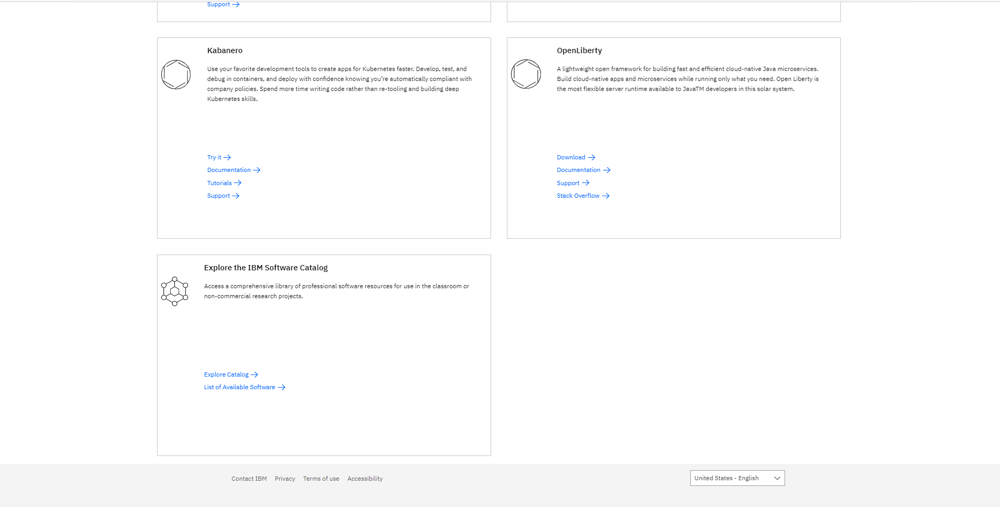 Support
Kabanero
Use your favorite development tools to create apps for Kubernetes faster. Develop, test, and
debug in containers, and deploy with confidence knowing you’re automatically compliant with
company policies. Spend more time writing code rather than re-tooling and building deep
Kubernetes skills.
Try it
Documentation
Tutorials
Support
OpenLiberty
A lightweight open framework for building fast and efficient cloud-native Java microservices.
Build cloud-native apps and microservices while running only what you need. Open Liberty is
the most flexible server runtime available to JavaTM developers in this solar system.
Download
Documentation
Support
Stack Overflow
Explore the IBM Software Catalog
Access a comprehensive library of professional software resources for use in the classroom or
non-commercial research projects.
Explore Catalog
List of Available Software
Contact IBM Privacy Terms of use Accessibility
United States - English